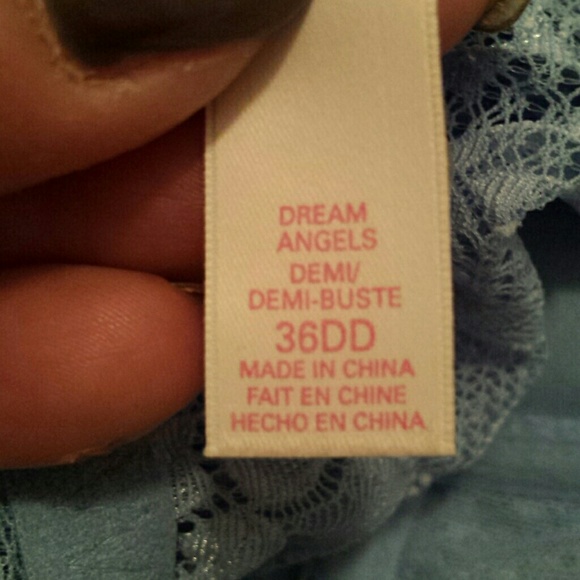 DREAM
ANGELS
DEMI/
DEMI-BUSTE
36DD
MADE IN CHINA
FAIT EN CHINE
HECHO EN CHINA